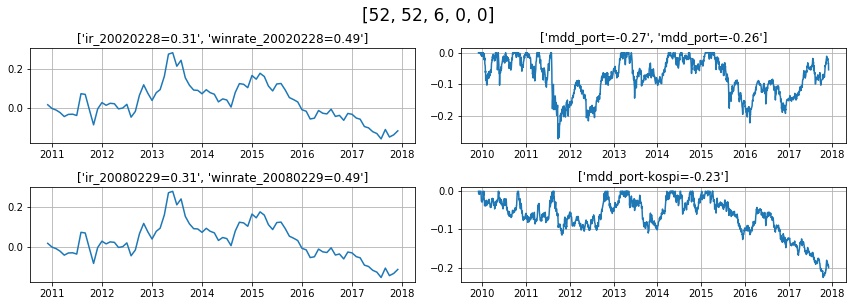 [52, 52, 6, 0, 0]
['ir_20020228=0.31', 'winrate_20020228=0.49']
0.2
0.0
2011 2012 2013 2014 2015 2016 2017 2018
['mdd_port=-0.27', 'mdd_port=-0.26']
0.0
−0.1
−0.2
2010 2011 2012 2013 2014 2015 2016 2017 2018
['ir_20080229=0.31', 'winrate_20080229=0.49']
0.2
0.0
2011 2012 2013 2014 2015 2016 2017 2018
['mdd_port-kospi=-0.23']
0.0
−0.1
−0.2
2010 2011 2012 2013 2014 2015 2016 2017 2018